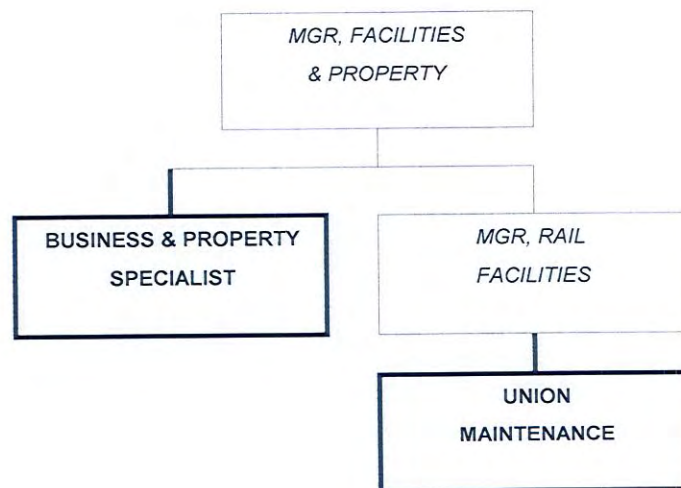 MGR, FACILITIES
& PROPERTY
BUSINESS & PROPERTY
SPECIALIST
MGR, RAIL
FACILITIES
UNION
MAINTENANCE